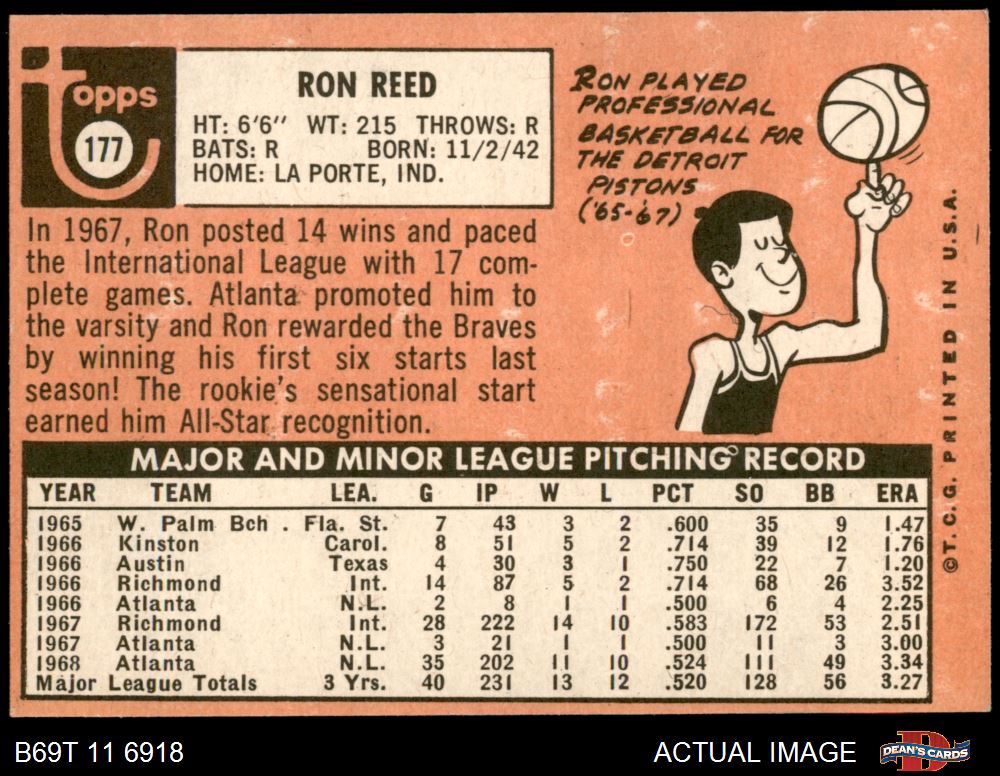 Topps
177
RON REED
HT: 6'6" WT: 215 THROWS: R
BATS: R BORN: 11/2/42
HOME: LA PORTE, IND.
RON PLAYED
PROFESSIONAL
BASKETBALL FOR
THE DETROIT
PISTONS
('65-'67)
In 1967, Ron posted 14 wins and paced
the International League with 17 com-
plete games. Atlanta promoted him to
the varsity and Ron rewarded the Braves
by winning his first six starts last
season! The rookie's sensational start
earned him All-Star recognition.
MAJOR AND MINOR LEAGUE PITCHING RECORD
YEAR TEAM LEA. G IP W L PCT SO BB ERA
1965 W. Palm Bch . Fla. St. 7 43 3 2 .600 35 9 1.47
1966 Kinston Carol. 8 51 5 2 .714 39 12 1.76
1966 Austin Texas 4 30 3 1 .750 22 7 1.20
1966 Richmond Int. 14 87 5 2 .714 68 26 3.52
1966 Atlanta N.L. 2 8 1 1 .500 6 4 2.25
1967 Richmond Int. 28 222 14 10 .583 172 53 2.51
1967 Atlanta N.L. 3 21 1 1 .500 11 3 3.00
1968 Atlanta N.L. 35 202 11 10 .524 111 49 3.34
Major League Totals 3 Yrs. 40 231 13 12 .520 128 56 3.27
©T.C.G. PRINTED IN U.S.A.
B69T 11 6918
ACTUAL IMAGE
D
DEAN'S CARDS